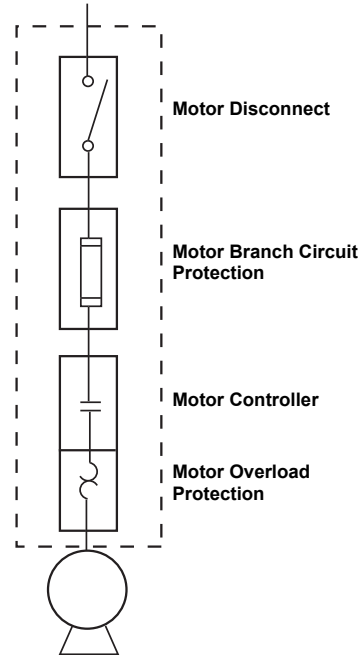 Motor Disconnect
Motor Branch Circuit
Protection
Motor Controller
Motor Overload
Protection